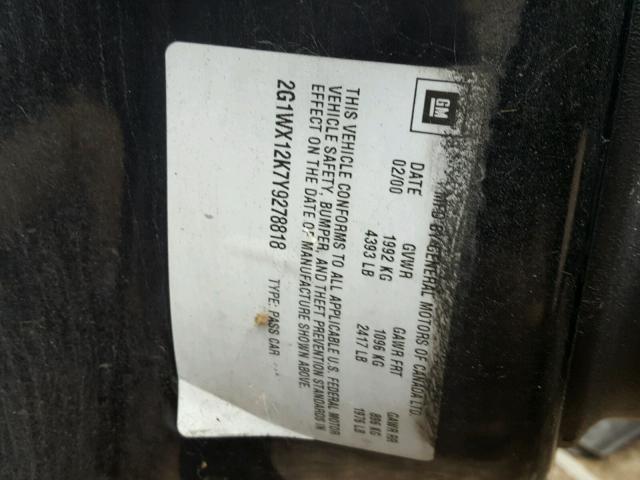 GM
MFD BY GENERAL MOTORS OF CANADA LTD.
DATE GVWR GAWR FRT GAWR RR
02/00 1992 KG 1096 KG 896 KG
4393 LB 2417 LB 1976 LB
THIS VEHICLE CONFORMS TO ALL APPLICABLE U.S. FEDERAL MOTOR
VEHICLE SAFETY, BUMPER, AND THEFT PREVENTION STANDARDS IN
EFFECT ON THE DATE OF MANUFACTURE SHOWN ABOVE.
2G1WX12K7Y9278818 TYPE: PASS CAR